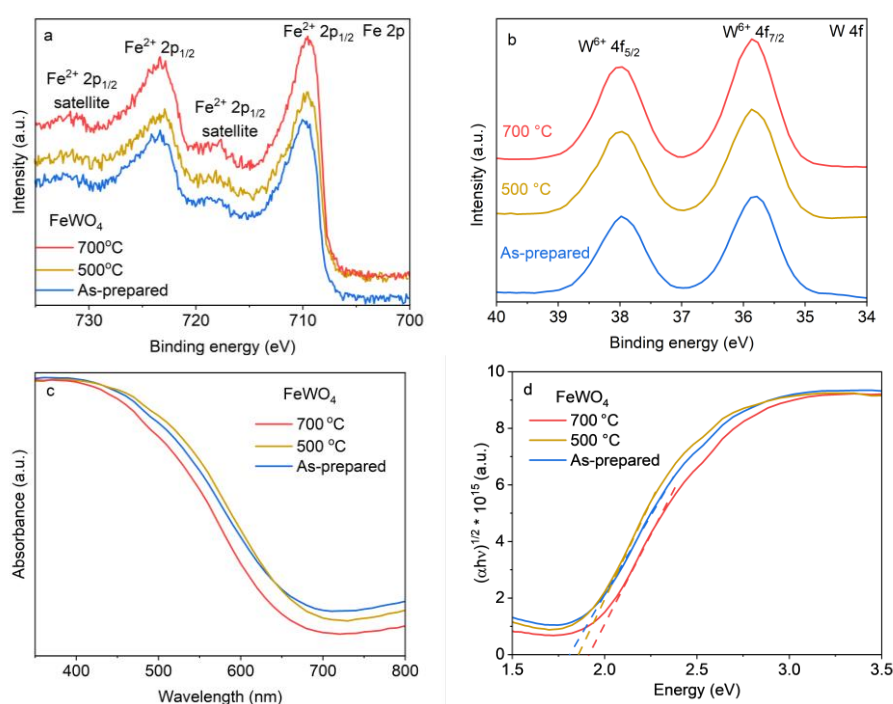 a
Fe²⁺ 2p₁/₂
Fe²⁺ 2p₁/₂
Fe 2p
Fe²⁺ 2p₁/₂
satellite
Fe²⁺ 2p₁/₂
satellite
FeWO₄
700°C
500°C
As-prepared
Intensity (a.u.)
730
720
710
700
Binding energy (eV)
b
W⁶⁺ 4f₅/₂
W⁶⁺ 4f₇/₂
W 4f
700 °C
500 °C
As-prepared
Intensity (a.u.)
40
39
38
37
36
35
34
Binding energy (eV)
c
FeWO₄
700 °C
500 °C
As-prepared
Absorbance (a.u.)
400
500
600
700
800
Wavelength (nm)
d
FeWO₄
700 °C
500 °C
As-prepared
(αhν)¹/² * 10¹⁵ (a.u.)
10
8
6
4
2
0
1.5
2.0
2.5
3.0
3.5
Energy (eV)